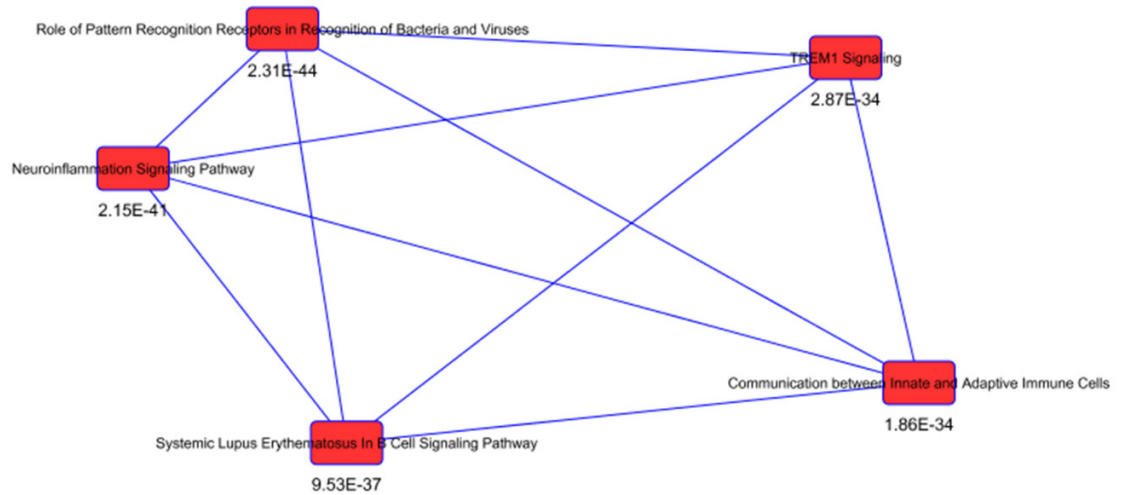 Role of Pattern Recognition Receptors in Recognition of Bacteria and Viruses
2.31E-44
TREM1 Signaling
2.87E-34
Neuroinflammation Signaling Pathway
2.15E-41
Communication between Innate and Adaptive Immune Cells
1.86E-34
Systemic Lupus Erythematosus In B Cell Signaling Pathway
9.53E-37